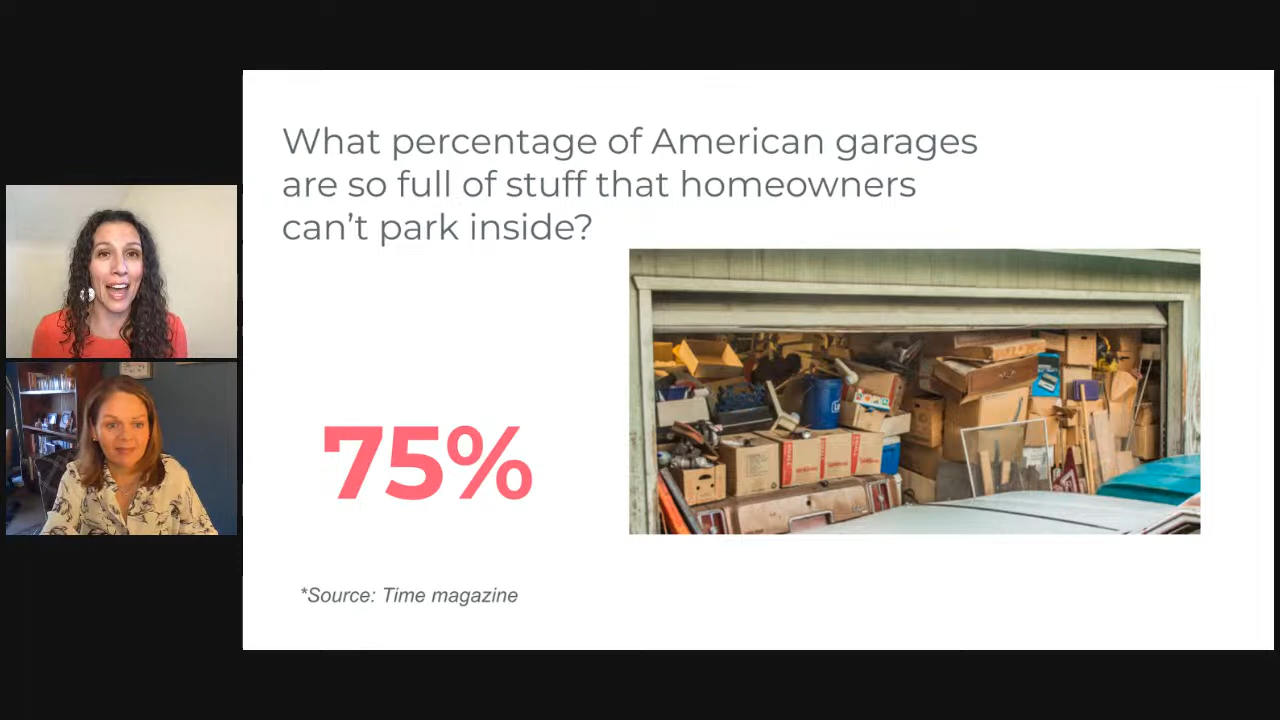 What percentage of American garages
are so full of stuff that homeowners
can’t park inside?
75%
*Source: Time magazine